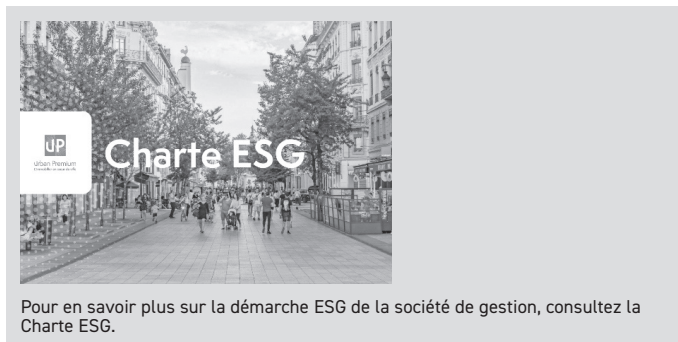 UP
Urban Premium
Charte ESG
Pour en savoir plus sur la démarche ESG de la société de gestion, consultez la
Charte ESG.